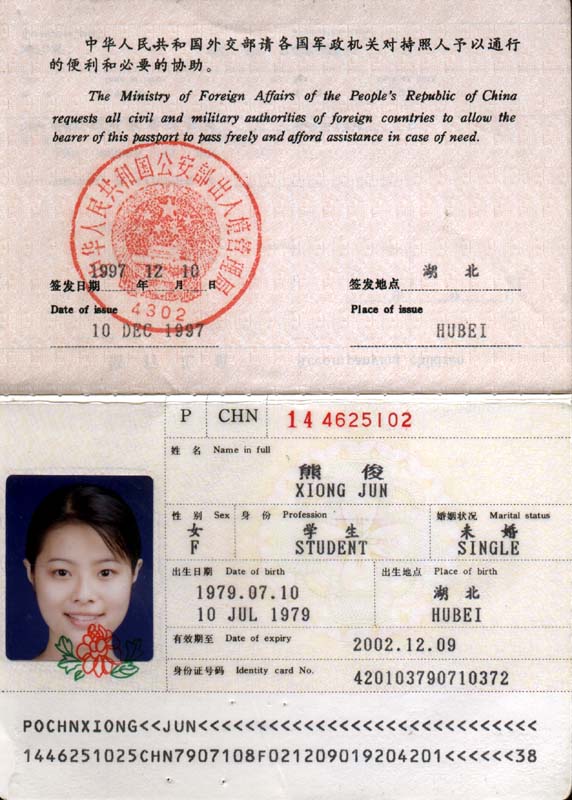 中华人民共和国外交部请各国军政机关对持照人予以通行
的便利和必要的协助。
The Ministry of Foreign Affairs of the People's Republic of China
requests all civil and military authorities of foreign countries to allow the
bearer of this passport to pass freely and afford assistance in case of need.
中华人民共和国公安部出入境管理局
4302
1997 12 10
签发日期 年 月 日
Date of issue
10 DEC 1997
湖北
签发地点
Place of issue
HUBEI
P CHN 144625102
姓 名 Name in full
熊俊
XIONG JUN
性 别 Sex 身 份 Profession 婚姻状况 Marital status
女 学生 未婚
F STUDENT SINGLE
出生日期 Date of birth 出生地点 Place of birth
1979.07.10 湖北
10 JUL 1979 HUBEI
有效期至 Date of expiry 2002.12.09
身份证号码 Identity card No. 420103790710372
POCHNXIONG<<JUN<<<<<<<<<<<<<<<<<<<<<<<<<<<<<
1446251025CHN7907108F021209019204201<<<<<<38